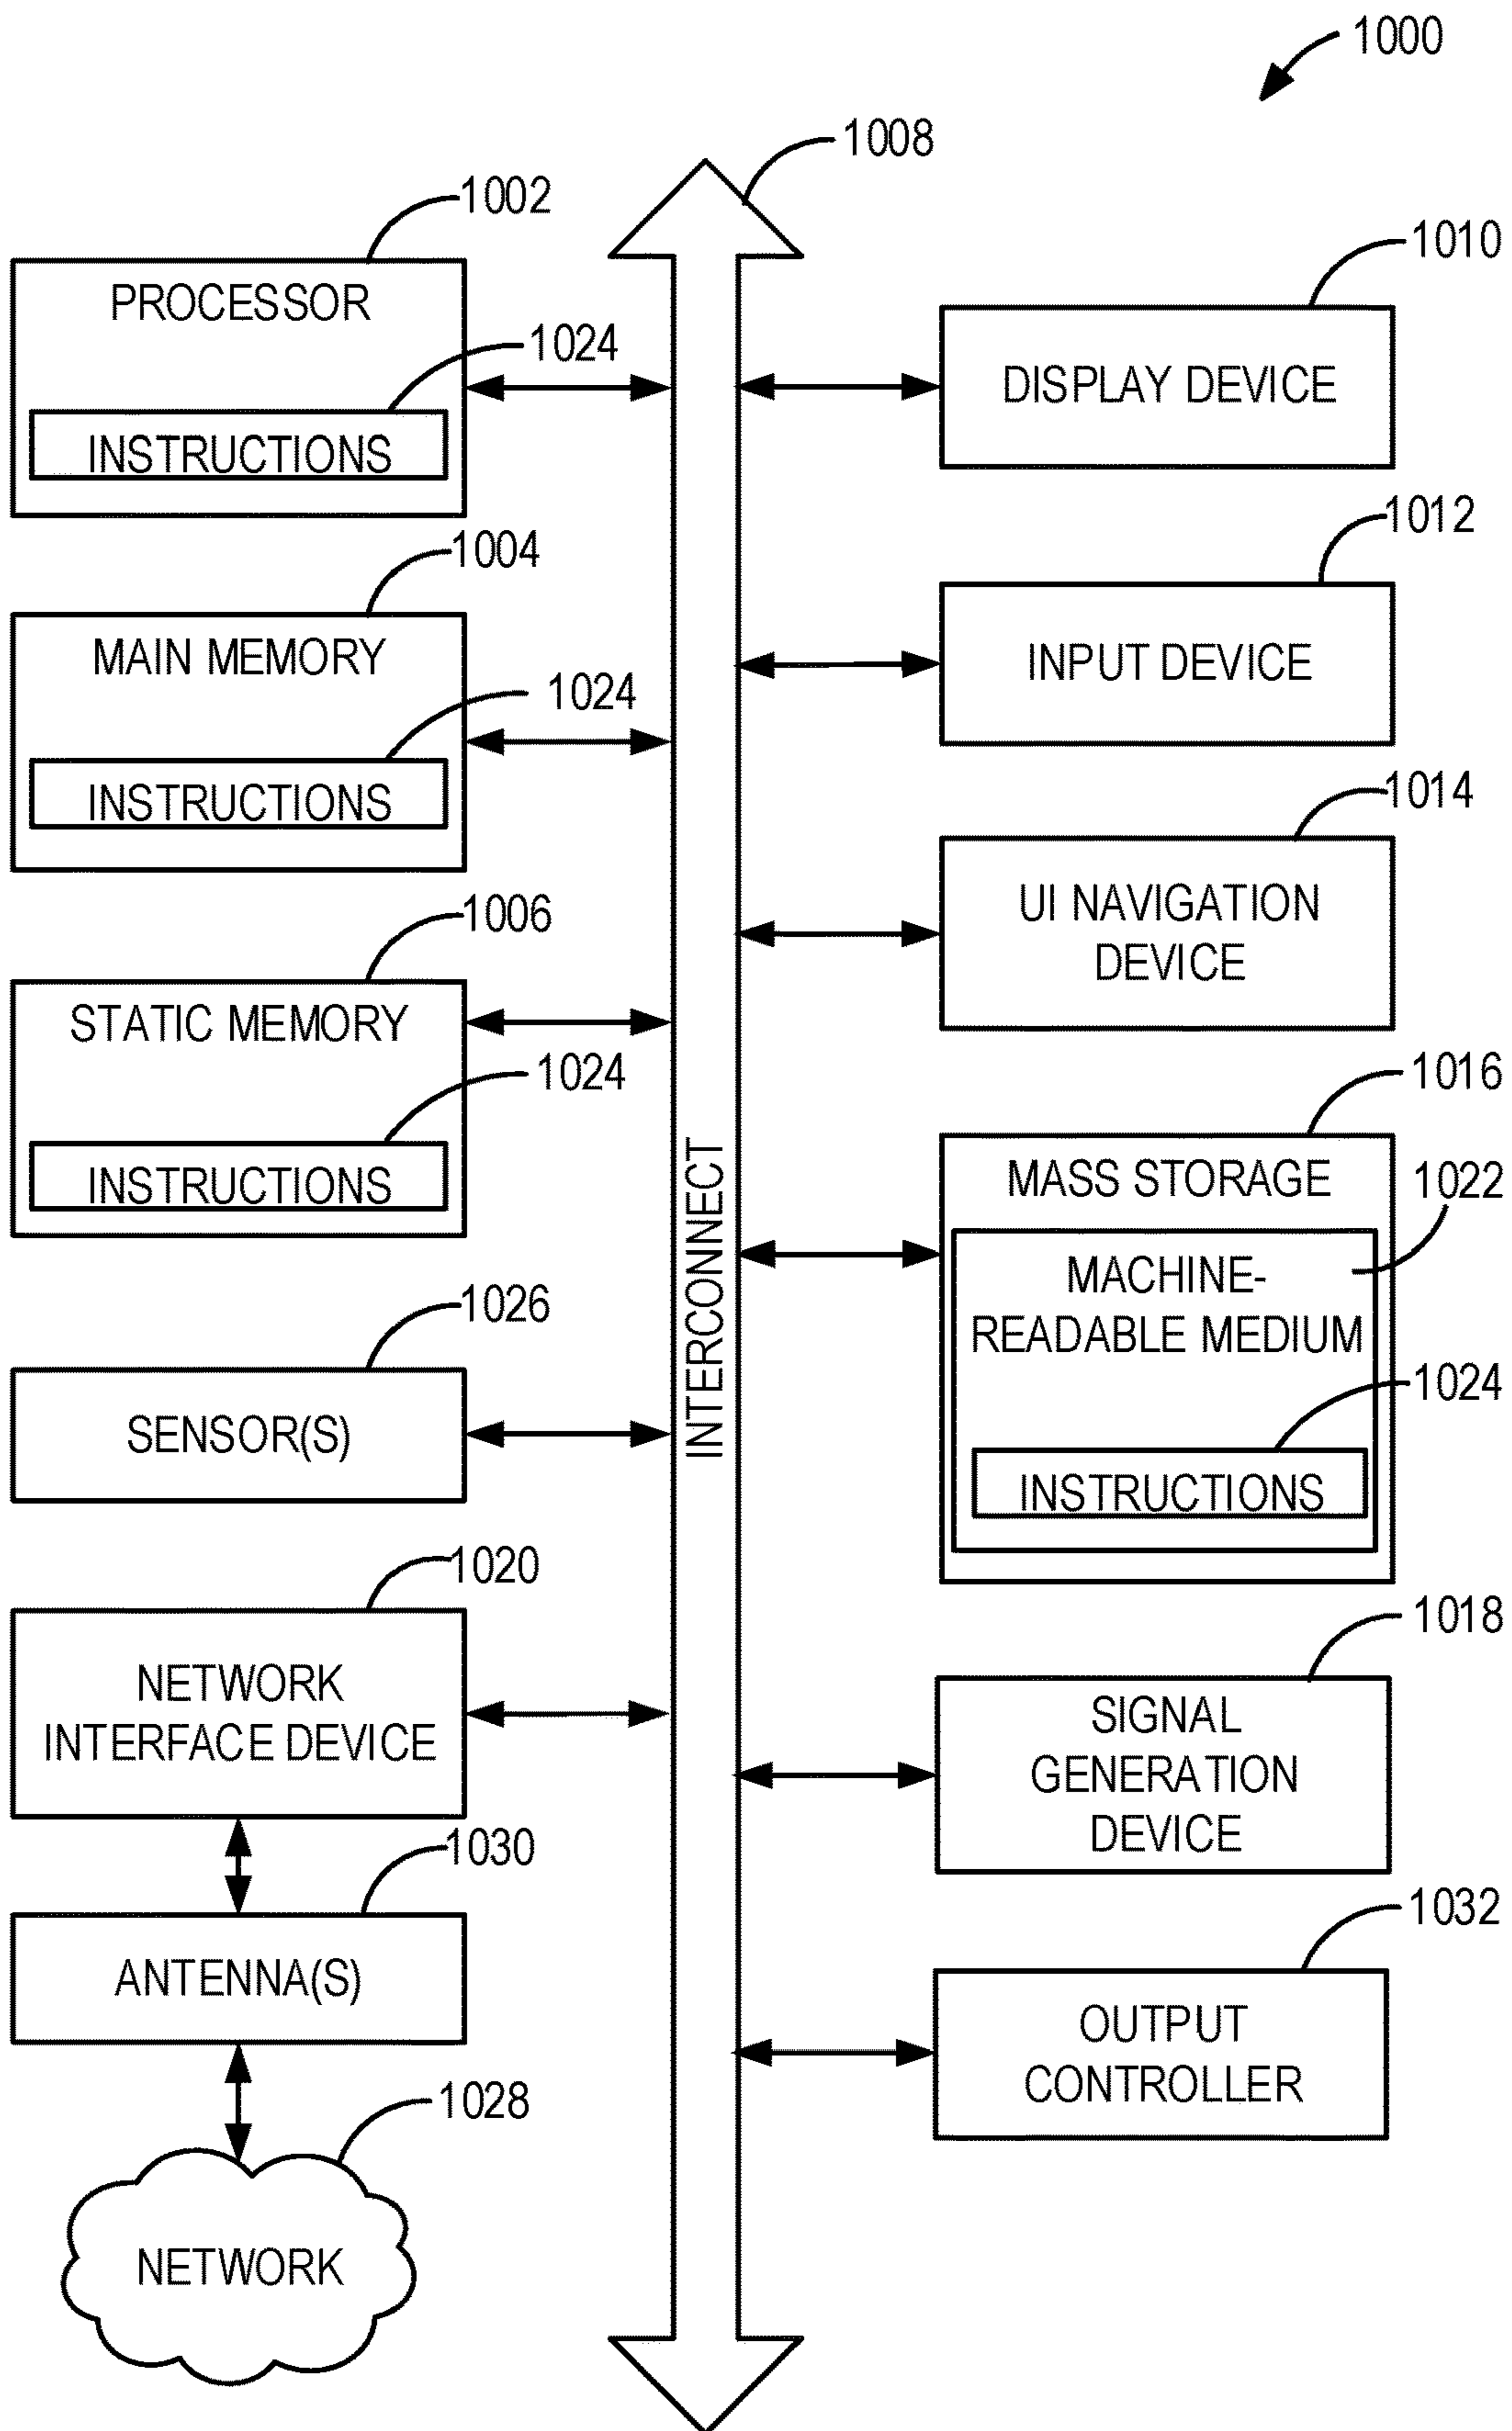 1000
1008
1002
PROCESSOR
1024
INSTRUCTIONS
1004
MAIN MEMORY
1024
INSTRUCTIONS
1006
STATIC MEMORY
1024
INSTRUCTIONS
1026
SENSOR(S)
1020
NETWORK
INTERFACE DEVICE
1030
ANTENNA(S)
1028
NETWORK
INTERCONNECT
1010
DISPLAY DEVICE
1012
INPUT DEVICE
1014
UI NAVIGATION
DEVICE
1016
MASS STORAGE
1022
MACHINE-
READABLE MEDIUM
1024
INSTRUCTIONS
1018
SIGNAL
GENERATION
DEVICE
1032
OUTPUT
CONTROLLER